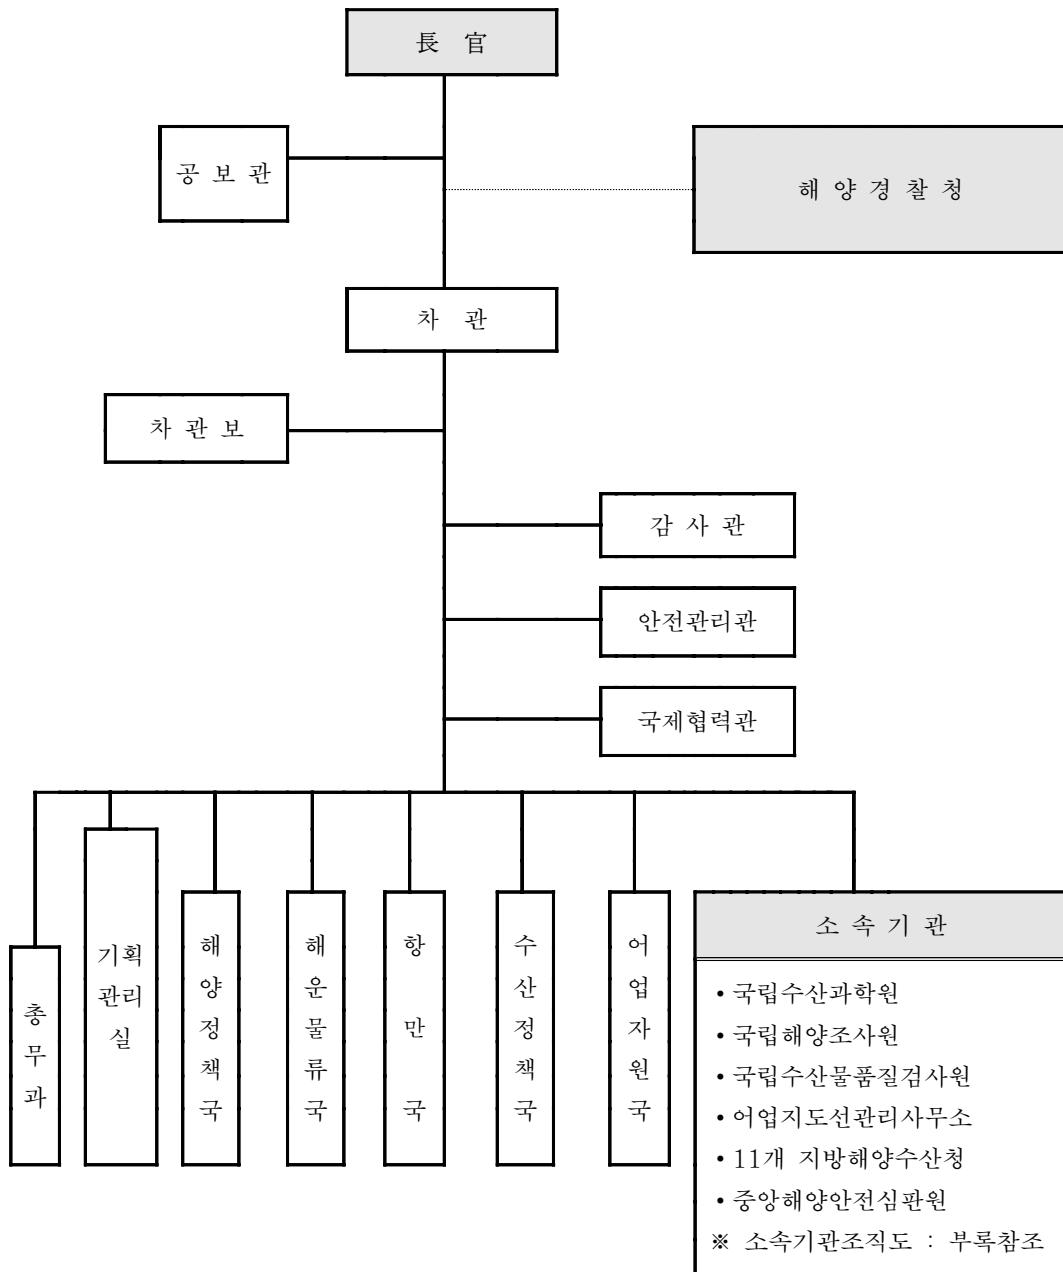 長 官
공 보 관
해 양 경 찰 청
차 관
차 관 보
감 사 관
안전관리관
국제협력관
총
무
과
기획
관리
실
해
양
정
책
국
해
운
물
류
국
항
만
국
수
산
정
책
국
어
업
자
원
국
소 속 기 관
• 국립수산과학원
• 국립해양조사원
• 국립수산물품질검사원
• 어업지도선관리사무소
• 11개 지방해양수산청
• 중앙해양안전심판원
※ 소속기관조직도 : 부록참조